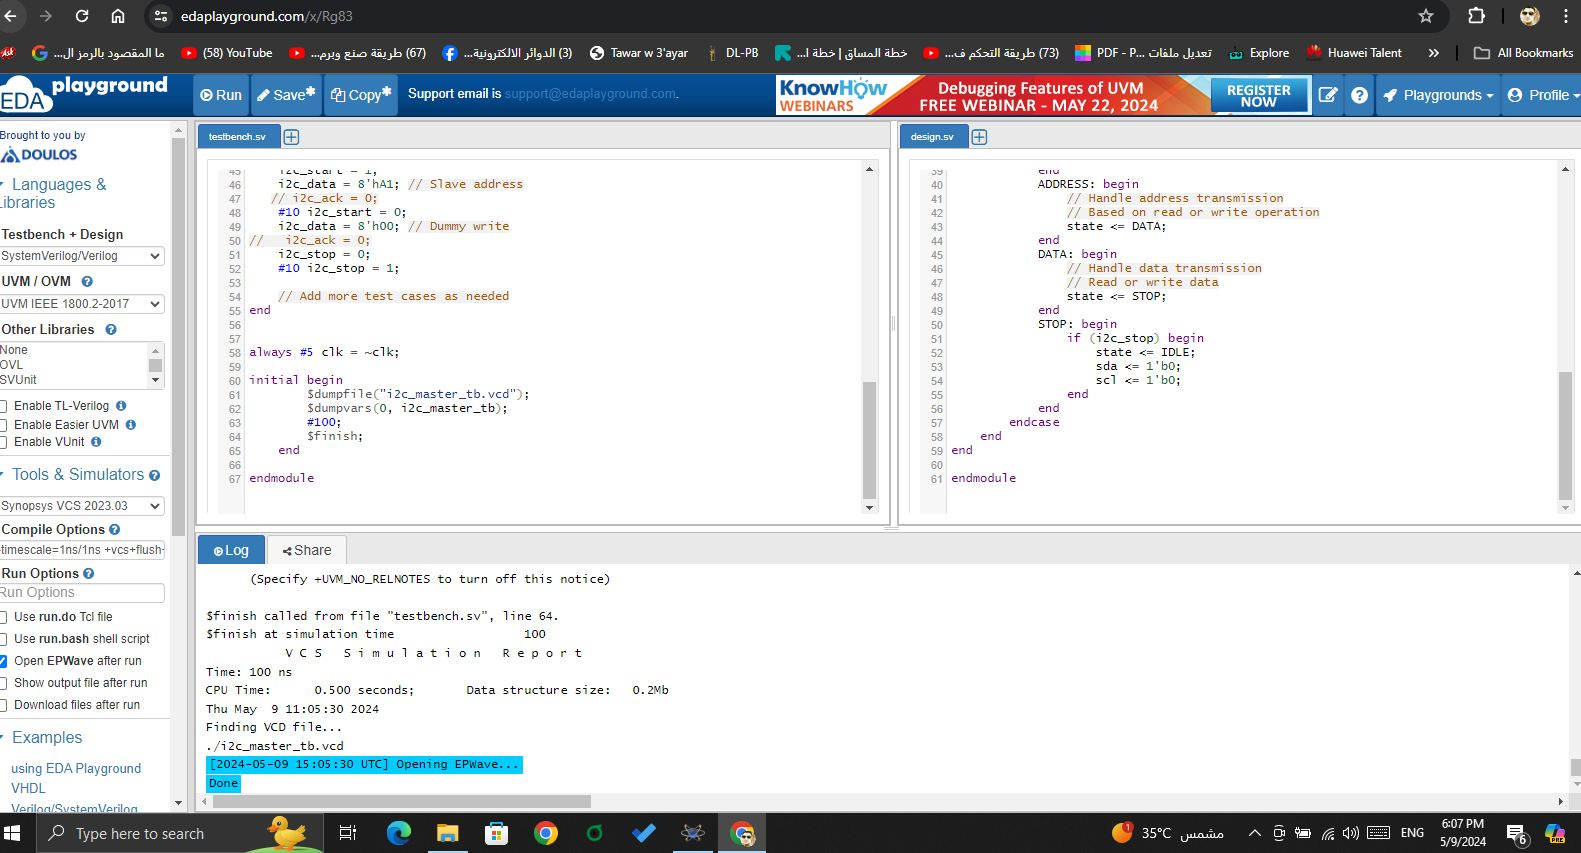 edaplayground.com/x/Rg83
ما المقصود بالرمز ال...
(58) YouTube
(67) طريقة صنع وبرم...
(3) الدوائر الالكترونية...
Tawar w 3'ayar
DL-PB
خطة المساق | خطة ا...
(73) طريقة التحكم ف...
تعديل ملفات PDF - P...
Explore
Huawei Talent
»
All Bookmarks
EDA playground
Run
Save*
Copy*
Support email is support@edaplayground.com.
KnowHow
WEBINARS
Debugging Features of UVM
FREE WEBINAR - MAY 22, 2024
REGISTER
NOW
Playgrounds
Profile
Brought to you by
DOULOS
Languages &
Libraries
Testbench + Design
SystemVerilog/Verilog
UVM / OVM
UVM IEEE 1800.2-2017
Other Libraries
None
OVL
SVUnit
Enable TL-Verilog
Enable Easier UVM
Enable VUnit
Tools & Simulators
Synopsys VCS 2023.03
Compile Options
-timescale=1ns/1ns +vcs+flush+
Run Options
Run Options
Use run.do Tcl file
Use run.bash shell script
Open EPWave after run
Show output file after run
Download files after run
Examples
using EDA Playground
VHDL
Verilog/SystemVerilog
testbench.sv
45 i2c_start = 1;
46 i2c_data = 8'hA1; // Slave address
47 // i2c_ack = 0;
48 #10 i2c_start = 0;
49 i2c_data = 8'h00; // Dummy write
50 // i2c_ack = 0;
51 i2c_stop = 0;
52 #10 i2c_stop = 1;
53
54 // Add more test cases as needed
55 end
56
57
58 always #5 clk = ~clk;
59
60 initial begin
61 $dumpfile("i2c_master_tb.vcd");
62 $dumpvars(0, i2c_master_tb);
63 #100;
64 $finish;
65 end
66
67 endmodule
design.sv
39 end
40 ADDRESS: begin
41 // Handle address transmission
42 // Based on read or write operation
43 state <= DATA;
44 end
45 DATA: begin
46 // Handle data transmission
47 // Read or write data
48 state <= STOP;
49 end
50 STOP: begin
51 if (i2c_stop) begin
52 state <= IDLE;
53 sda <= 1'b0;
54 scl <= 1'b0;
55 end
56 end
57 endcase
58 end
59 end
60
61 endmodule
Log
Share
(Specify +UVM_NO_RELNOTES to turn off this notice)
$finish called from file "testbench.sv", line 64.
$finish at simulation time 100
V C S S i m u l a t i o n R e p o r t
Time: 100 ns
CPU Time: 0.500 seconds; Data structure size: 0.2Mb
Thu May 9 11:05:30 2024
Finding VCD file...
./i2c_master_tb.vcd
[2024-05-09 15:05:30 UTC] Opening EPWave...
Done
Type here to search
1
35°C مشمس
ENG
6:07 PM
5/9/2024
6
PRE